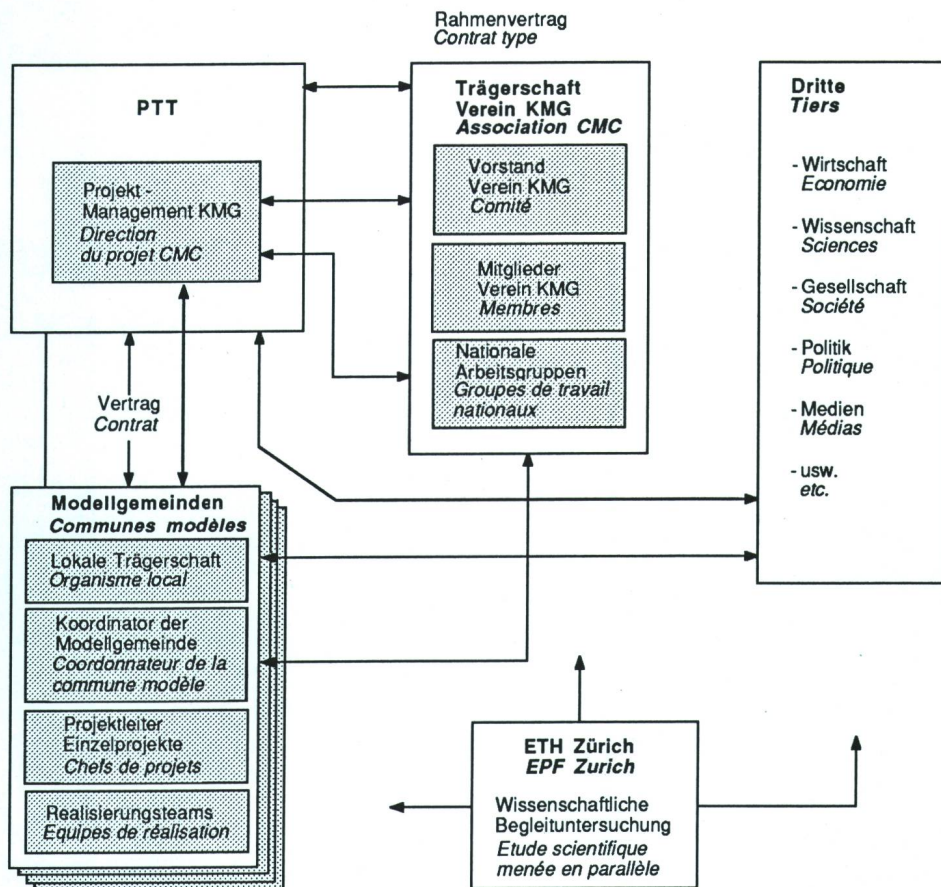 Rahmenvertrag
Contrat type
PTT
Projekt -
Management KMG
Direction
du projet CMC
Trägerschaft
Verein KMG
Association CMC
Vorstand
Verein KMG
Comité
Mitglieder
Verein KMG
Membres
Nationale
Arbeitsgruppen
Groupes de travail
nationaux
Dritte
Tiers
- Wirtschaft
Economie
- Wissenschaft
Sciences
- Gesellschaft
Société
- Politik
Politique
- Medien
Médias
- usw.
etc.
Vertrag
Contrat
Modellgemeinden
Communes modèles
Lokale Trägerschaft
Organisme local
Koordinator der
Modellgemeinde
Coordonnateur de la
commune modèle
Projektleiter
Einzelprojekte
Chefs de projets
Realisierungsteams
Equipes de réalisation
ETH Zürich
EPF Zurich
Wissenschaftliche
Begleituntersuchung
Etude scientifique
menée en parallèle